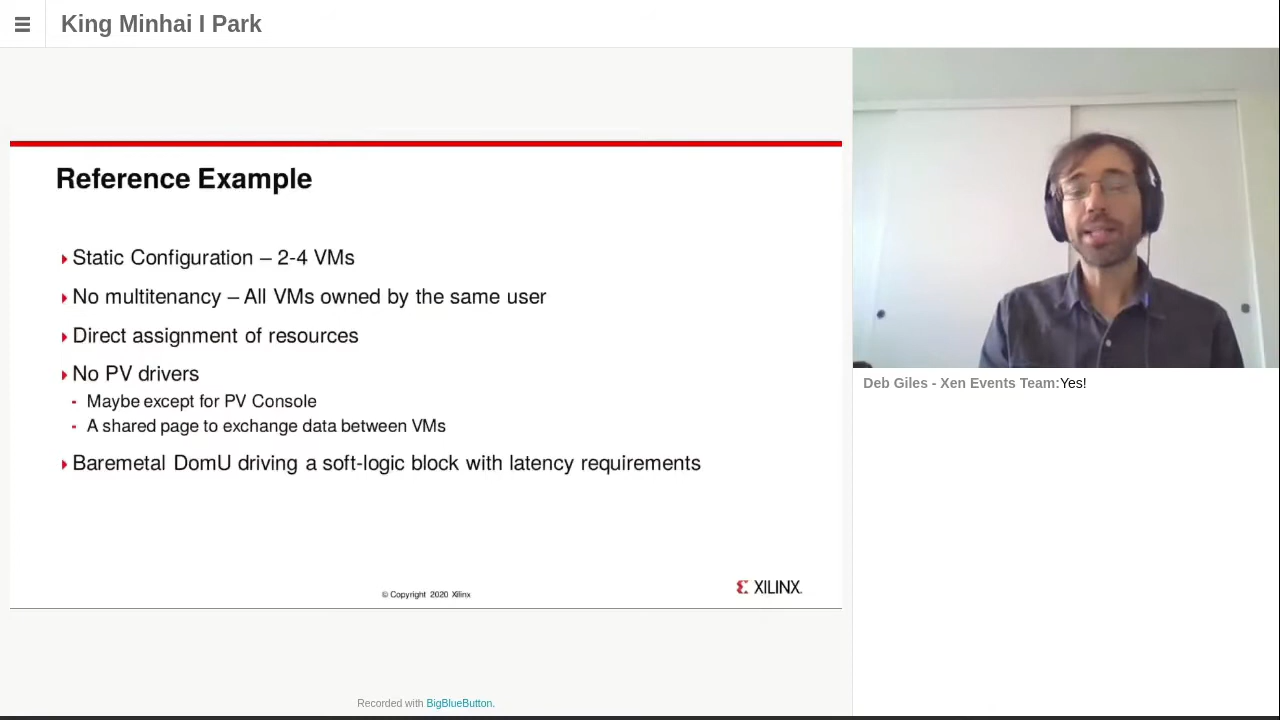 King Minhai I Park
Reference Example
Static Configuration – 2-4 VMs
No multitenancy – All VMs owned by the same user
Direct assignment of resources
No PV drivers
- Maybe except for PV Console
- A shared page to exchange data between VMs
Baremetal DomU driving a soft-logic block with latency requirements
© Copyright 2020 Xilinx
XILINX.
Deb Giles - Xen Events Team:Yes!
Recorded with BigBlueButton.